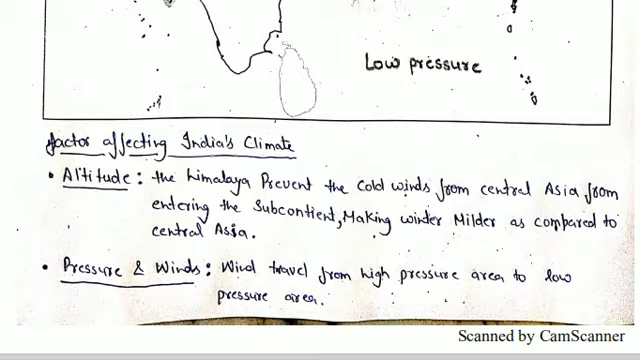 Low pressure
factor affecting India's Climate
• Altitude : the himalaya Prevent the cold winds from central Asia from
entering the Subcontient, Making winter Milder as compared to
central Asia.
• Pressure & Winds : Wind travel from high pressure area to low
pressure area.
Scanned by CamScanner